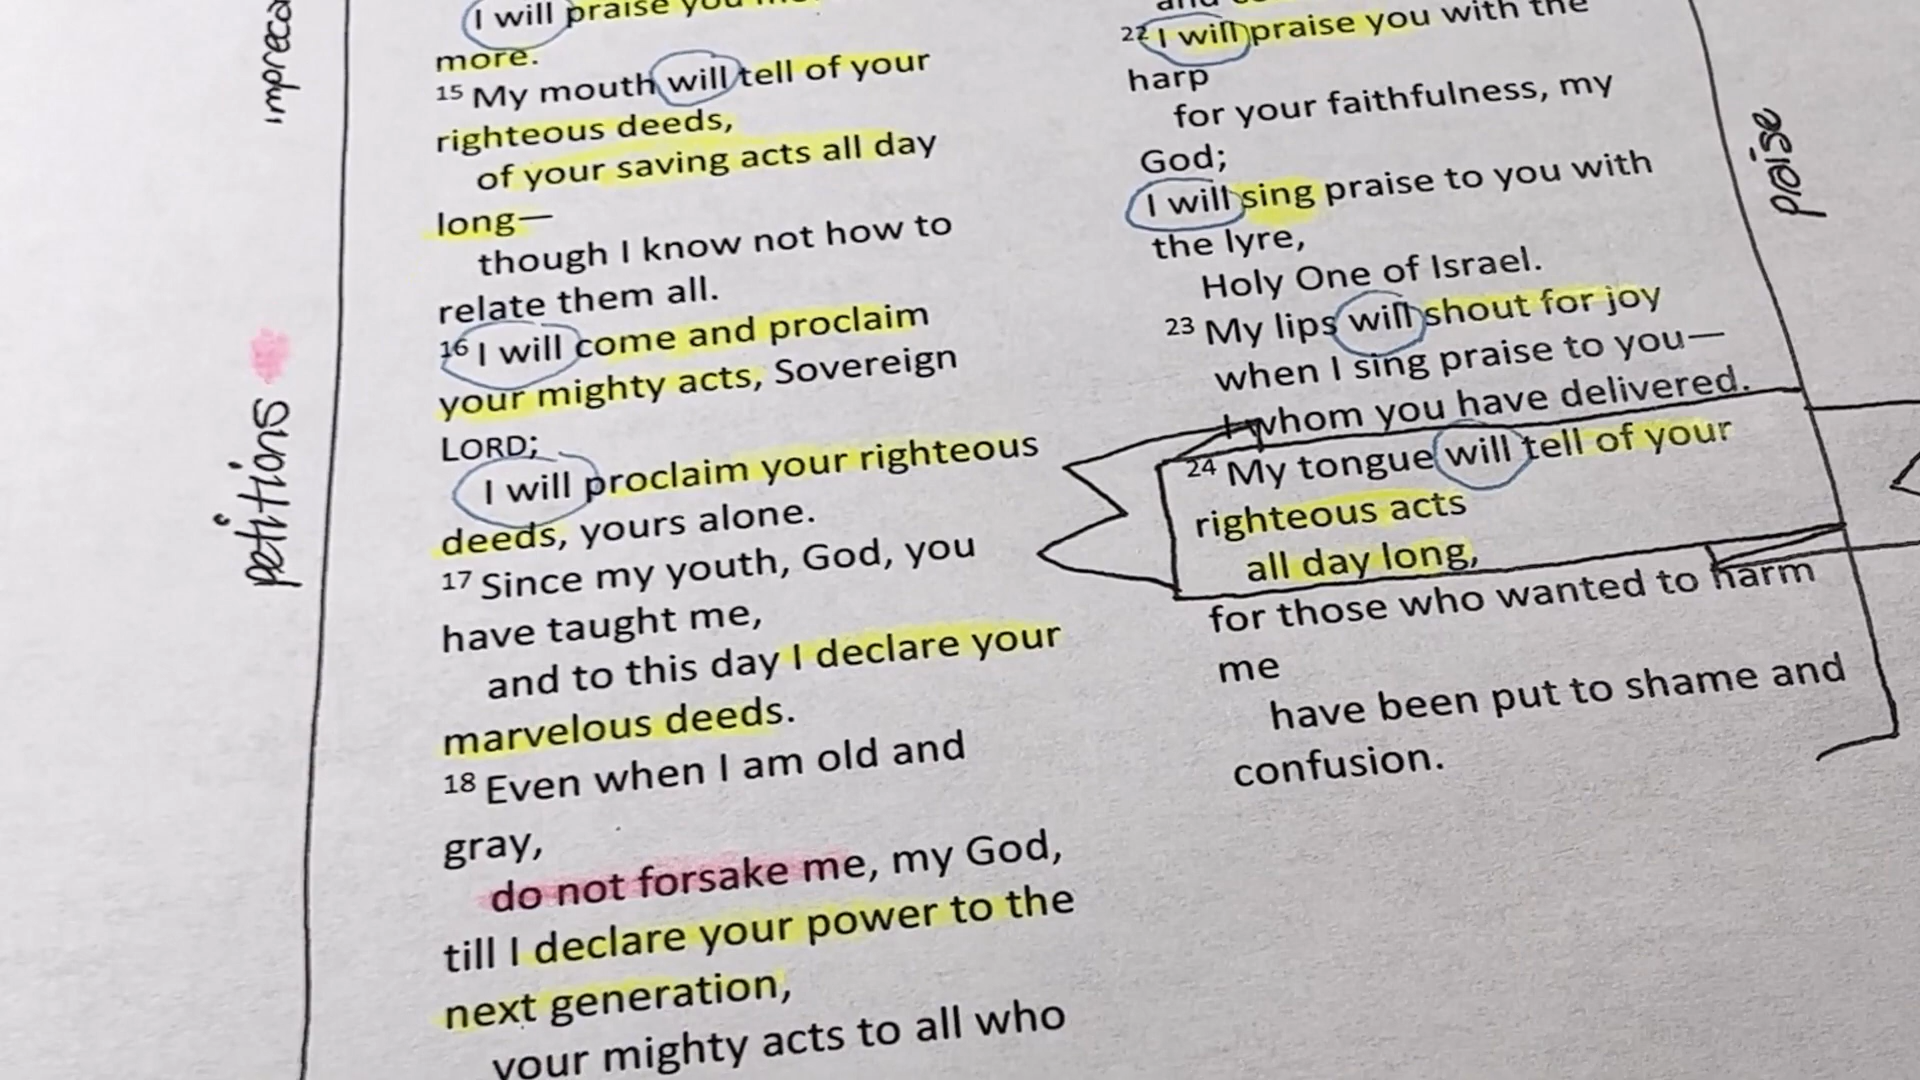 impreca
petitions
I will praise you
more.
15 My mouth will tell of your
righteous deeds,
of your saving acts all day
long—
though I know not how to
relate them all.
16 I will come and proclaim
your mighty acts, Sovereign
LORD;
I will proclaim your righteous
deeds, yours alone.
17 Since my youth, God, you
have taught me,
and to this day I declare your
marvelous deeds.
18 Even when I am old and
gray,
do not forsake me, my God,
till I declare your power to the
next generation,
your mighty acts to all who
22 I will praise you with the
harp
for your faithfulness, my
God;
I will sing praise to you with
the lyre,
Holy One of Israel.
23 My lips will shout for joy
when I sing praise to you—
I whom you have delivered.
24 My tongue will tell of your
righteous acts
all day long,
for those who wanted to harm
me
have been put to shame and
confusion.
praise